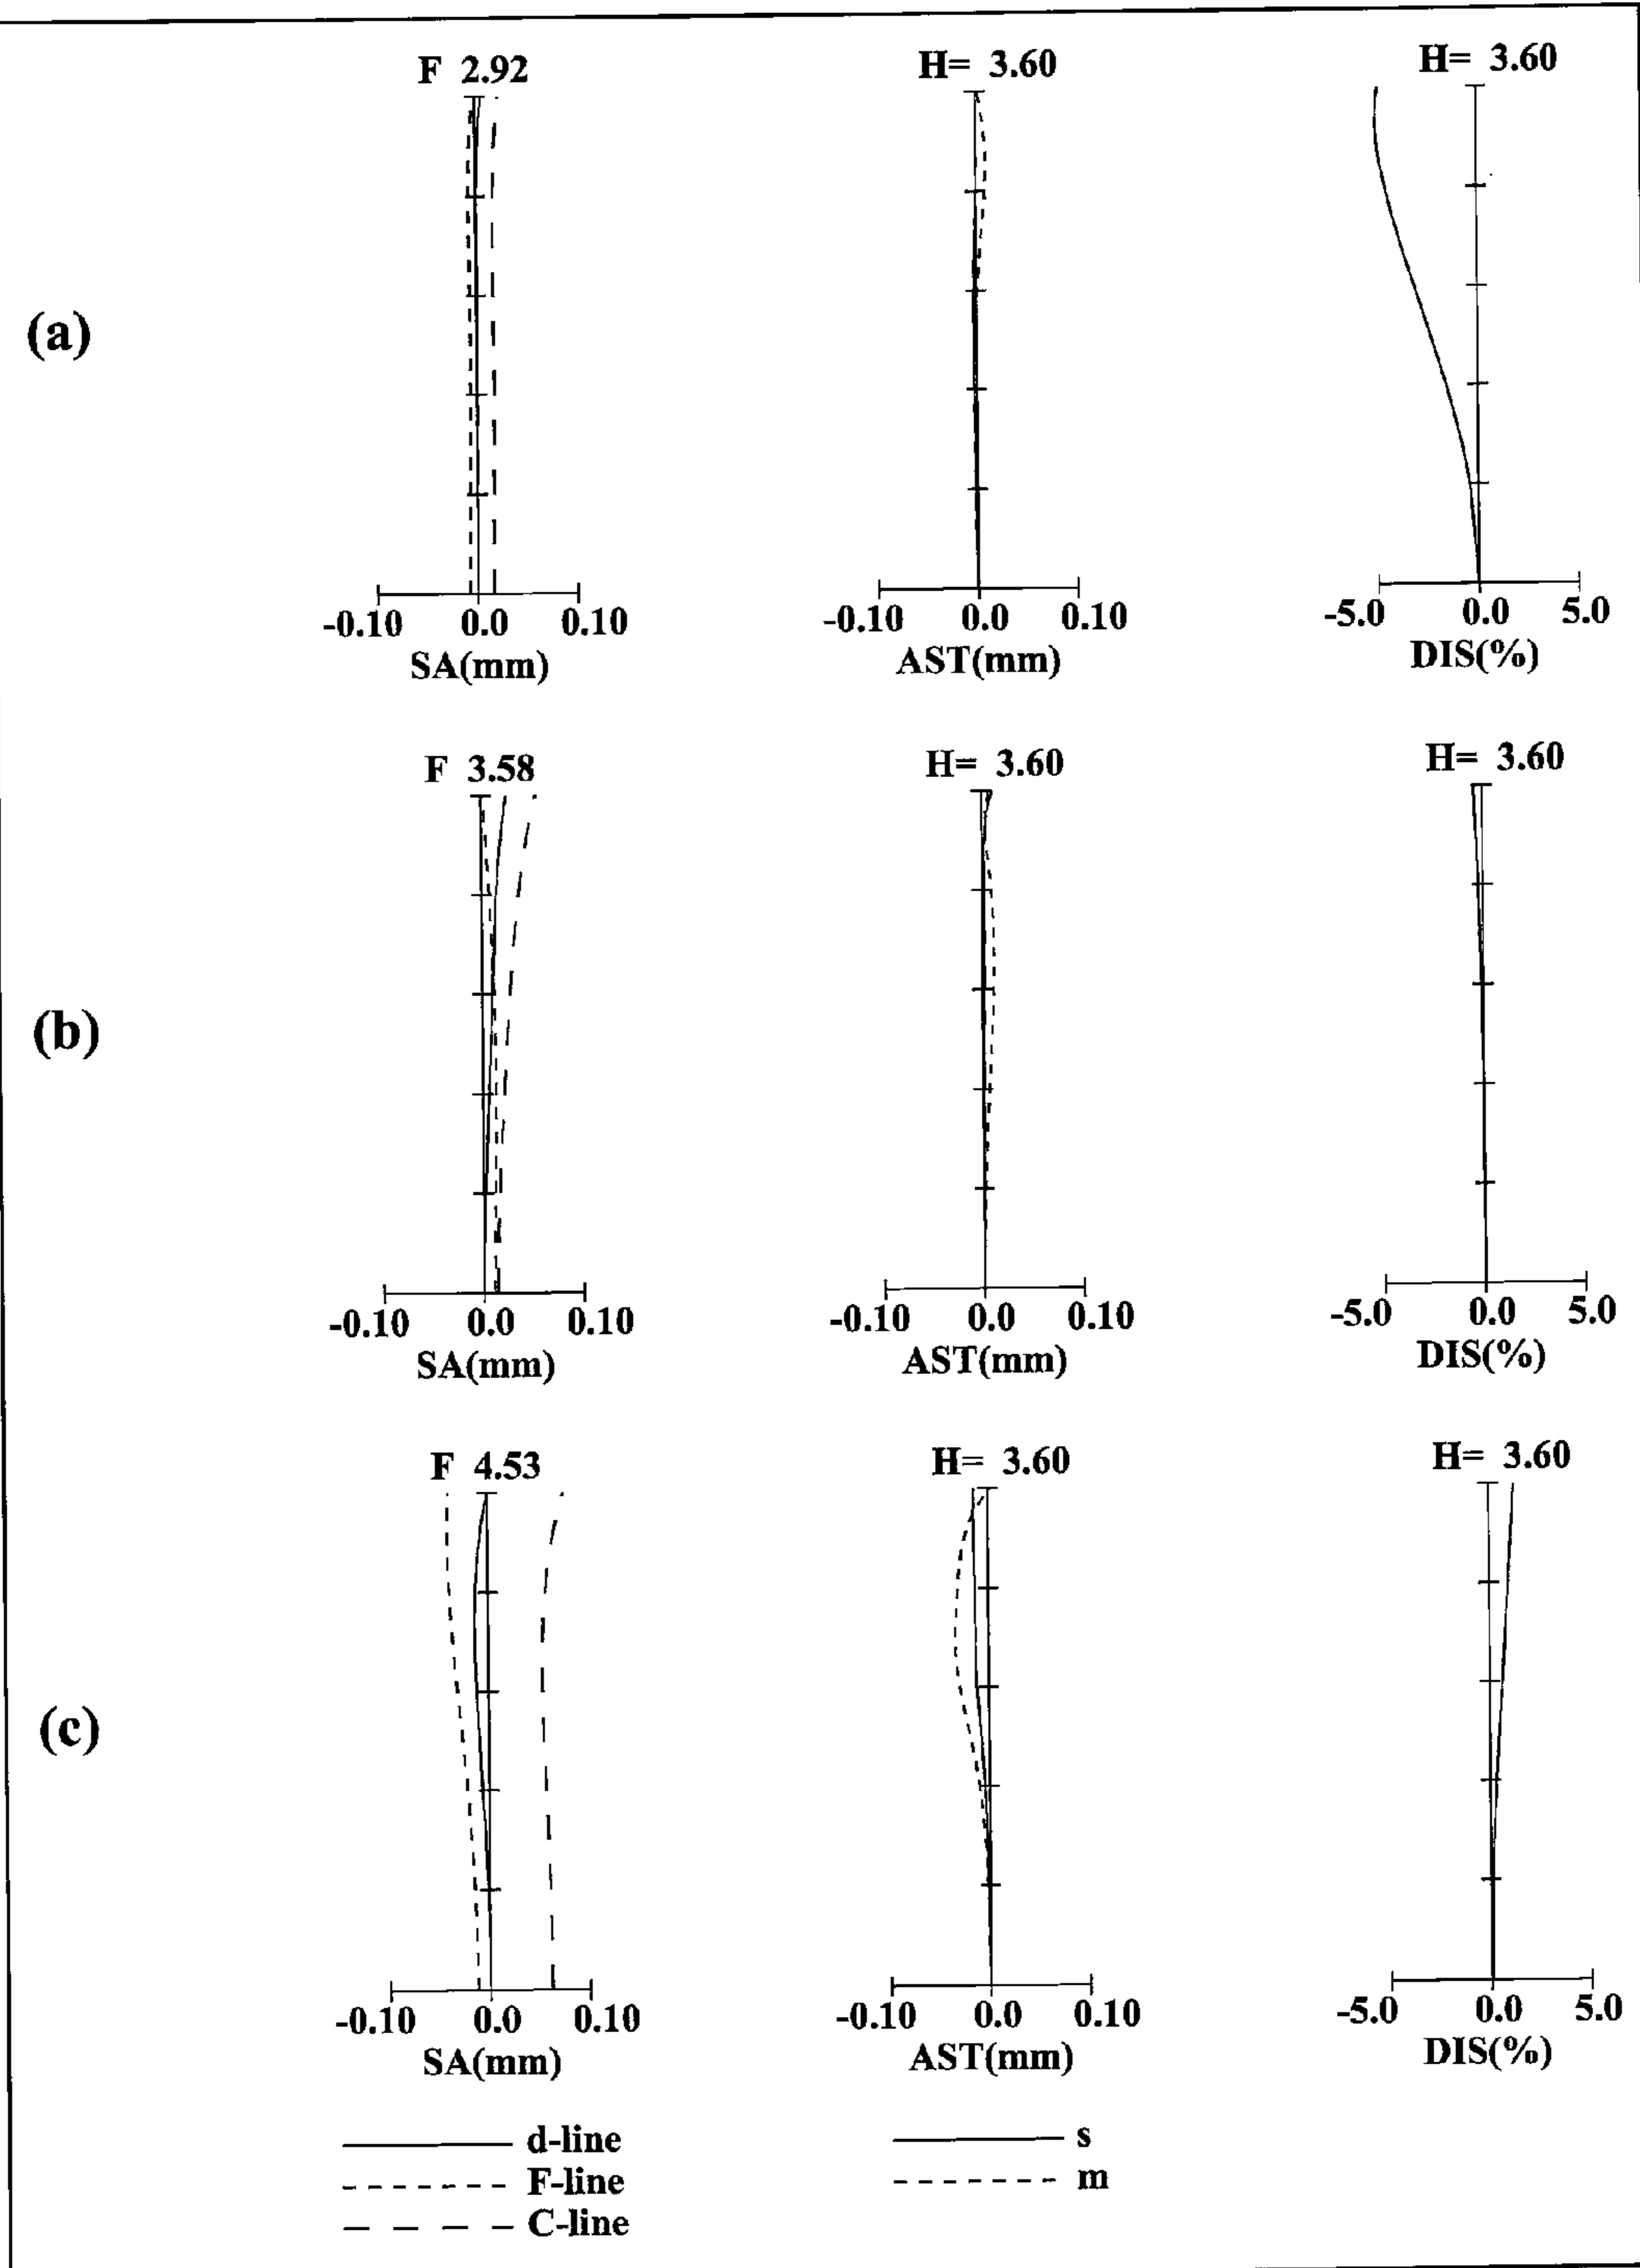 (a)
F 2.92
H= 3.60
H= 3.60
-0.10 0.0 0.10
SA(mm)
-0.10 0.0 0.10
AST(mm)
-5.0 0.0 5.0
DIS(%)
(b)
F 3.58
H= 3.60
H= 3.60
-0.10 0.0 0.10
SA(mm)
-0.10 0.0 0.10
AST(mm)
-5.0 0.0 5.0
DIS(%)
(c)
F 4.53
H= 3.60
H= 3.60
-0.10 0.0 0.10
SA(mm)
-0.10 0.0 0.10
AST(mm)
-5.0 0.0 5.0
DIS(%)
d-line
F-line
C-line
s
m